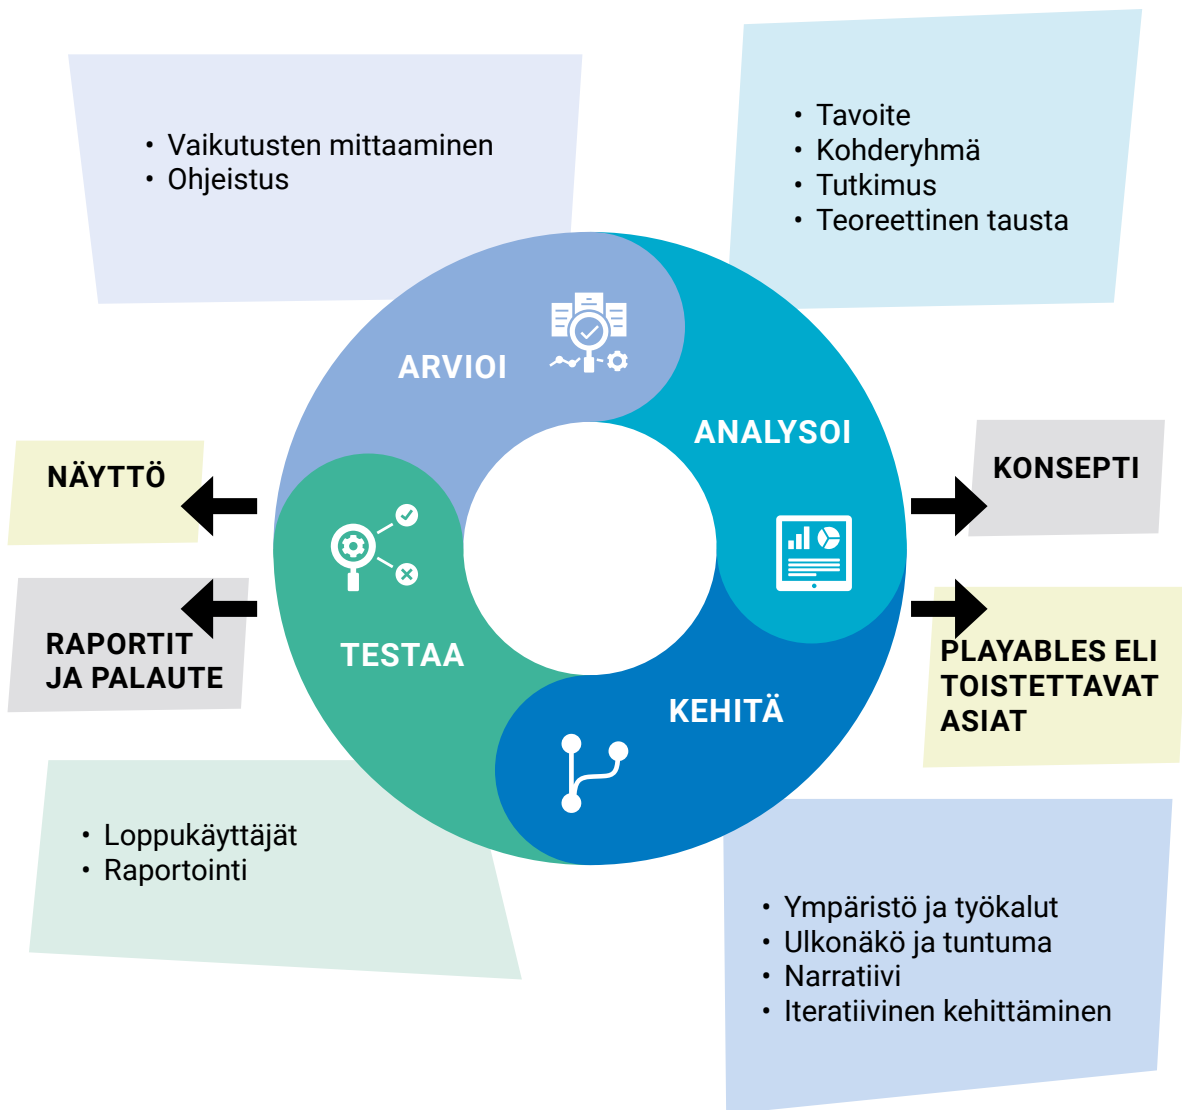 • Vaikutusten mittaaminen
• Ohjeistus
• Tavoite
• Kohderyhmä
• Tutkimus
• Teoreettinen tausta
ARVIOI
ANALYSOI
NÄYTTÖ
KONSEPTI
RAPORTIT
JA PALAUTE
TESTAA
PLAYABLES ELI
TOISTETTAVAT
ASIAT
KEHITÄ
• Loppukäyttäjät
• Raportointi
• Ympäristö ja työkalut
• Ulkonäkö ja tuntuma
• Narratiivi
• Iteratiivinen kehittäminen